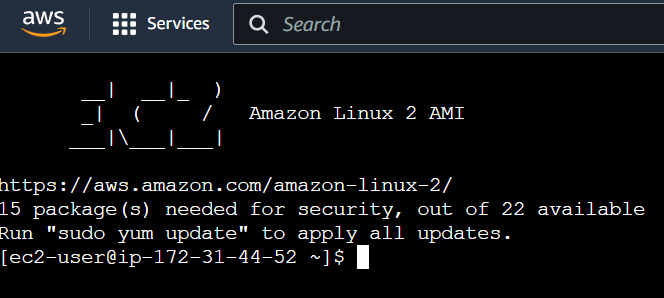 aws Services Search
__|  __|_  )
_|  (     /   Amazon Linux 2 AMI
___|\___|___|
https://aws.amazon.com/amazon-linux-2/
15 package(s) needed for security, out of 22 available
Run "sudo yum update" to apply all updates.
[ec2-user@ip-172-31-44-52 ~]$